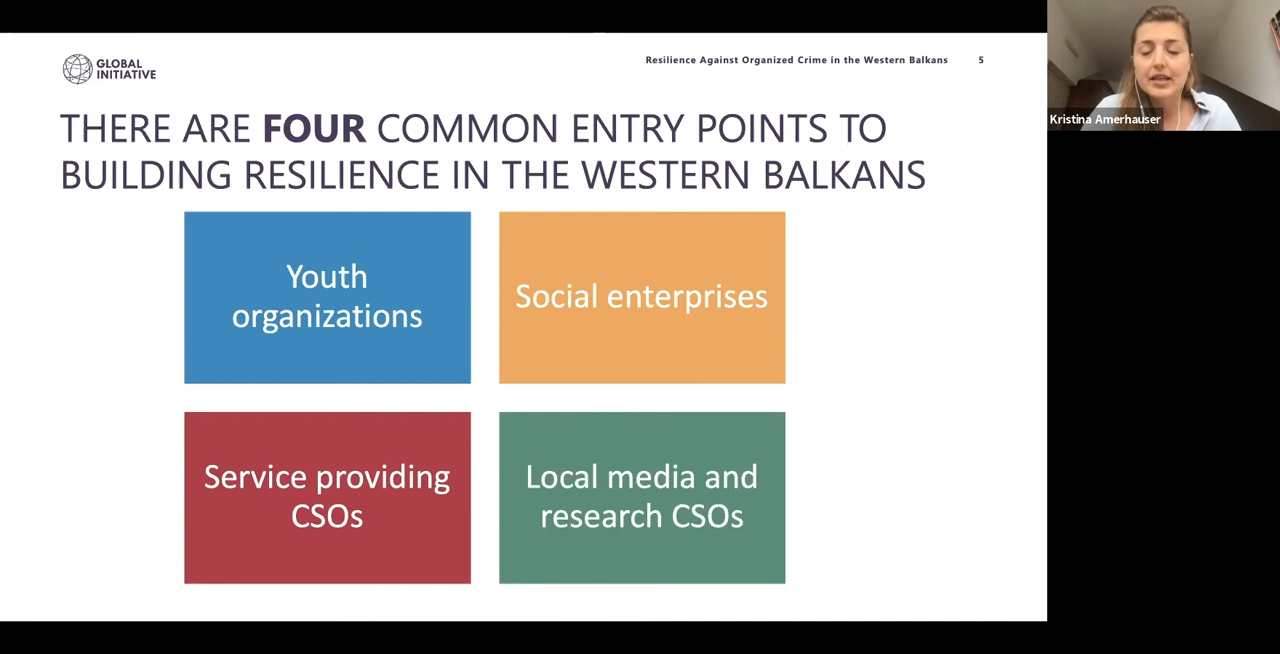 GLOBAL
INITIATIVE
Resilience Against Organized Crime in the Western Balkans 5
Kristina Amerhauser
THERE ARE FOUR COMMON ENTRY POINTS TO
BUILDING RESILIENCE IN THE WESTERN BALKANS
Youth
organizations
Social enterprises
Service providing
CSOs
Local media and
research CSOs